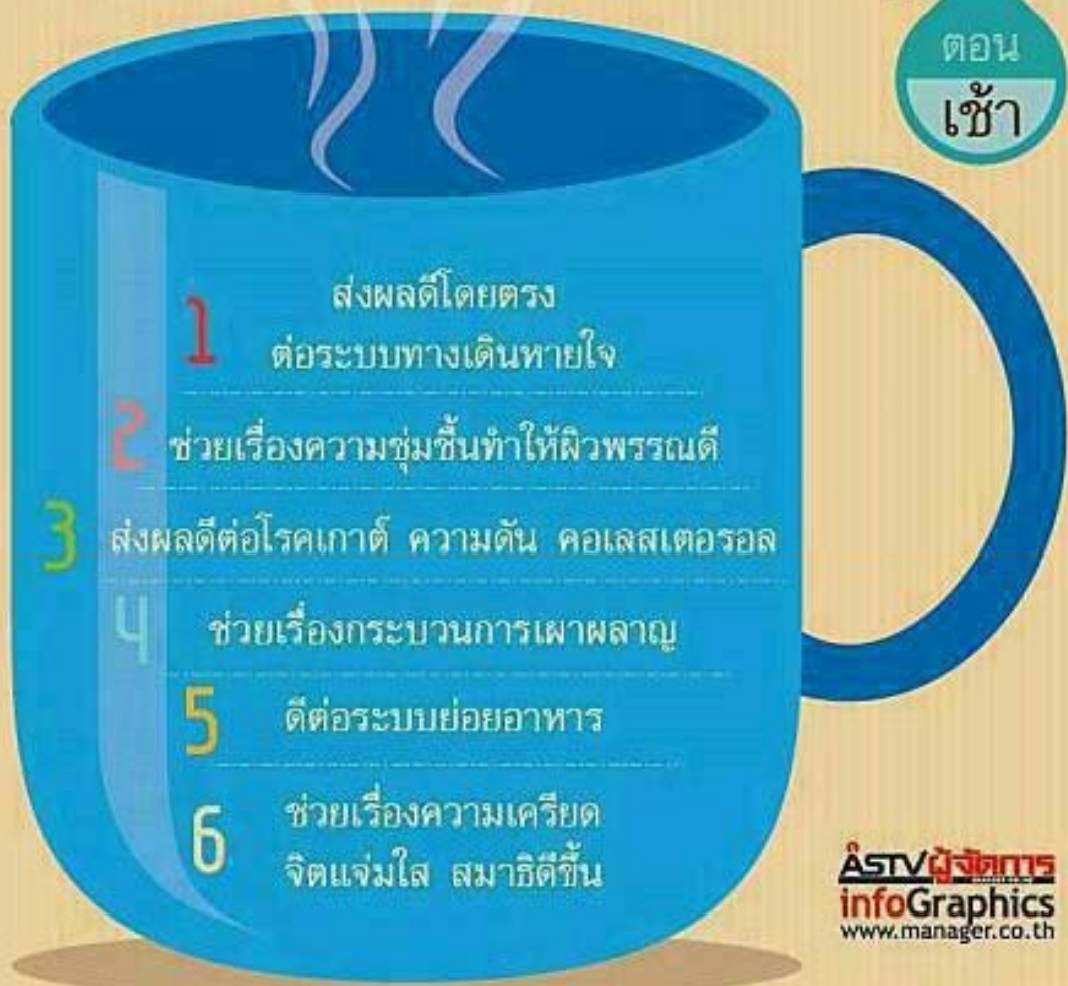 ตอน
เช้า
1
ส่งผลดีโดยตรง
ต่อระบบทางเดินหายใจ
2 ช่วยเรื่องความชุ่มชื้นทำให้ผิวพรรณดี
3 ส่งผลดีต่อโรคเกาต์ ความดัน คอเลสเตอรอล
4 ช่วยเรื่องกระบวนการเผาผลาญ
5 ดีต่อระบบย่อยอาหาร
6
ช่วยเรื่องความเครียด
จิตแจ่มใส สมาธิดีขึ้น
ASTVผู้จัดการ
infoGraphics
www.manager.co.th